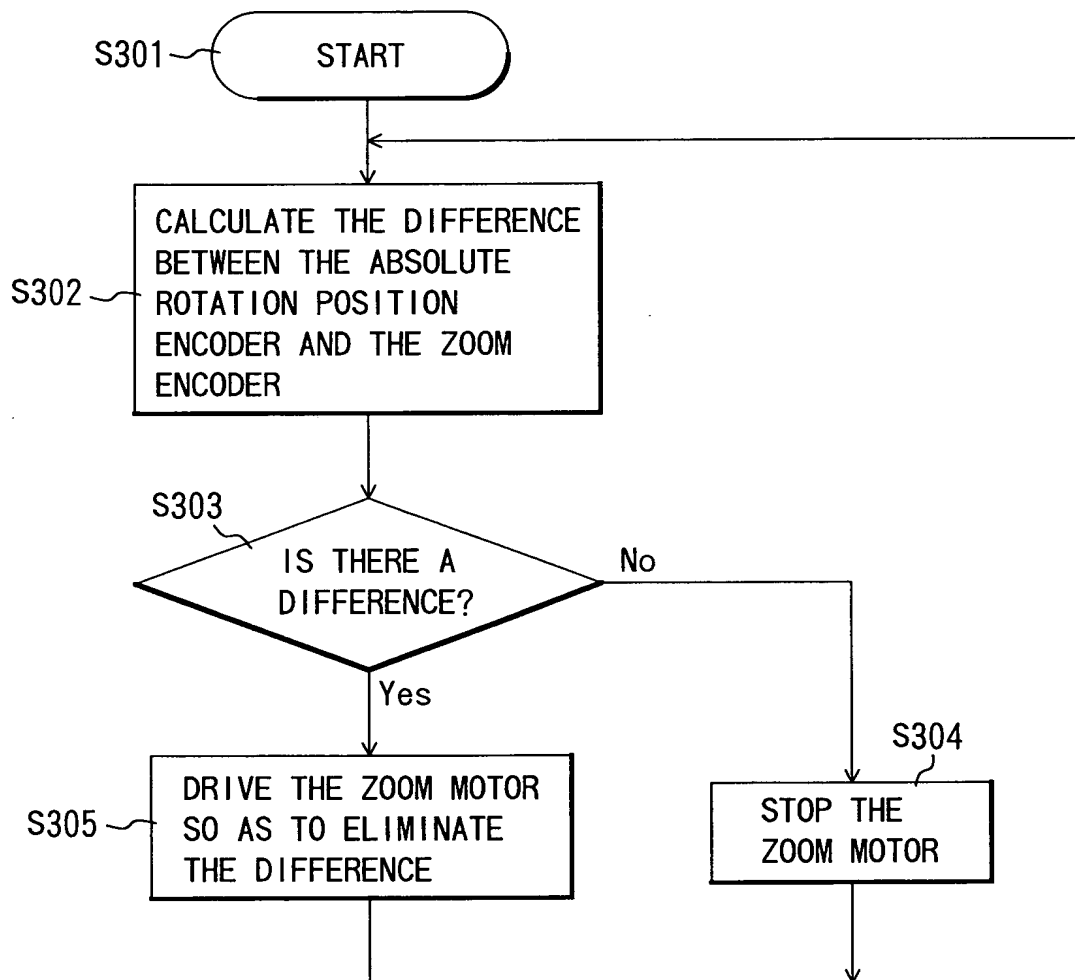 S301
START
CALCULATE THE DIFFERENCE
BETWEEN THE ABSOLUTE
ROTATION POSITION
ENCODER AND THE ZOOM
ENCODER
S302
S303
IS THERE A
DIFFERENCE?
No
Yes
S304
STOP THE
ZOOM MOTOR
S305
DRIVE THE ZOOM MOTOR
SO AS TO ELIMINATE
THE DIFFERENCE